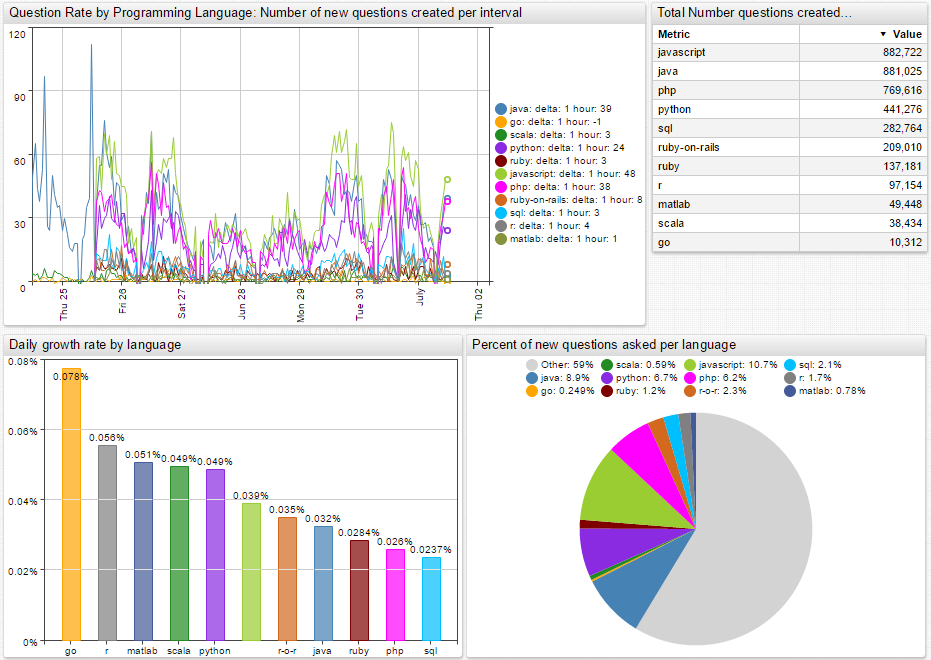 Question Rate by Programming Language: Number of new questions created per interval
120
90
60
30
0
Thu 25
Fri 26
Sat 27
Jun 28
Mon 29
Tue 30
July
Thu 02
java: delta: 1 hour: 39
go: delta: 1 hour: -1
scala: delta: 1 hour: 3
python: delta: 1 hour: 24
ruby: delta: 1 hour: 3
javascript: delta: 1 hour: 48
php: delta: 1 hour: 38
ruby-on-rails: delta: 1 hour: 8
sql: delta: 1 hour: 3
r: delta: 1 hour: 4
matlab: delta: 1 hour: 1
Total Number questions created...
Metric ▼ Value
javascript 882,722
java 881,025
php 769,616
python 441,276
sql 282,764
ruby-on-rails 209,010
ruby 137,181
r 97,154
matlab 49,448
scala 38,434
go 10,312
Daily growth rate by language
0.08%
0.06%
0.04%
0.02%
0%
0.078%
0.056%
0.051%
0.049%
0.049%
0.039%
0.035%
0.032%
0.0284%
0.026%
0.0237%
go r matlab scala python r-o-r java ruby php sql
Percent of new questions asked per language
Other: 59% scala: 0.59% javascript: 10.7% sql: 2.1%
java: 8.9% python: 6.7% php: 6.2% r: 1.7%
go: 0.249% ruby: 1.2% r-o-r: 2.3% matlab: 0.78%